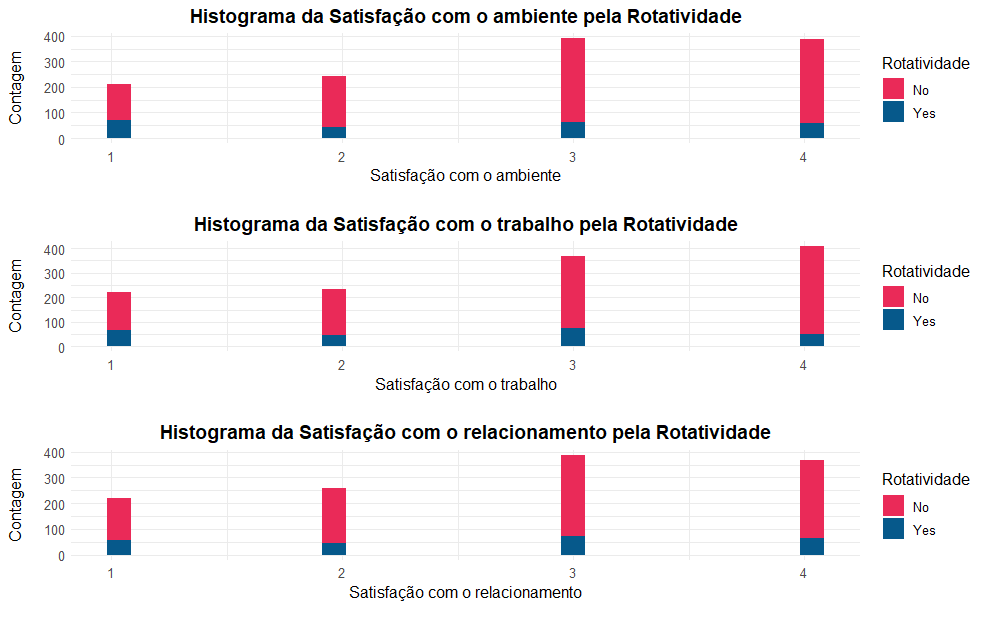 Histograma da Satisfação com o ambiente pela Rotatividade
Contagem
400
300
200
100
0
1 2 3 4
Satisfação com o ambiente
Rotatividade
No
Yes
Histograma da Satisfação com o trabalho pela Rotatividade
Contagem
400
300
200
100
0
1 2 3 4
Satisfação com o trabalho
Rotatividade
No
Yes
Histograma da Satisfação com o relacionamento pela Rotatividade
Contagem
400
300
200
100
0
1 2 3 4
Satisfação com o relacionamento
Rotatividade
No
Yes